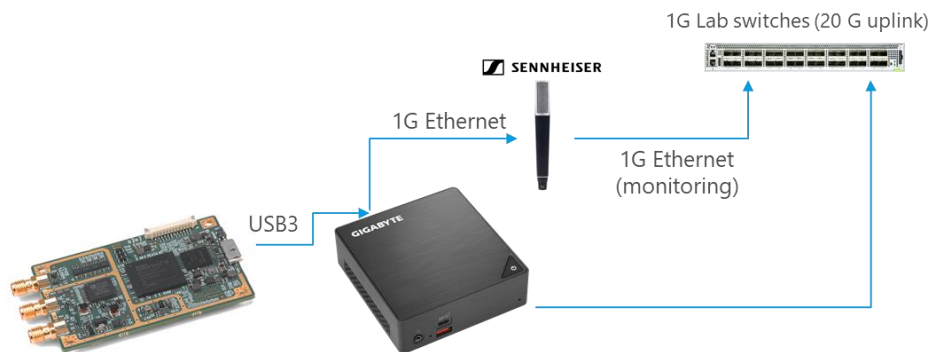 1G Lab switches (20 G uplink)
SENNHEISER
1G Ethernet
1G Ethernet
(monitoring)
USB3
GIGABYTE